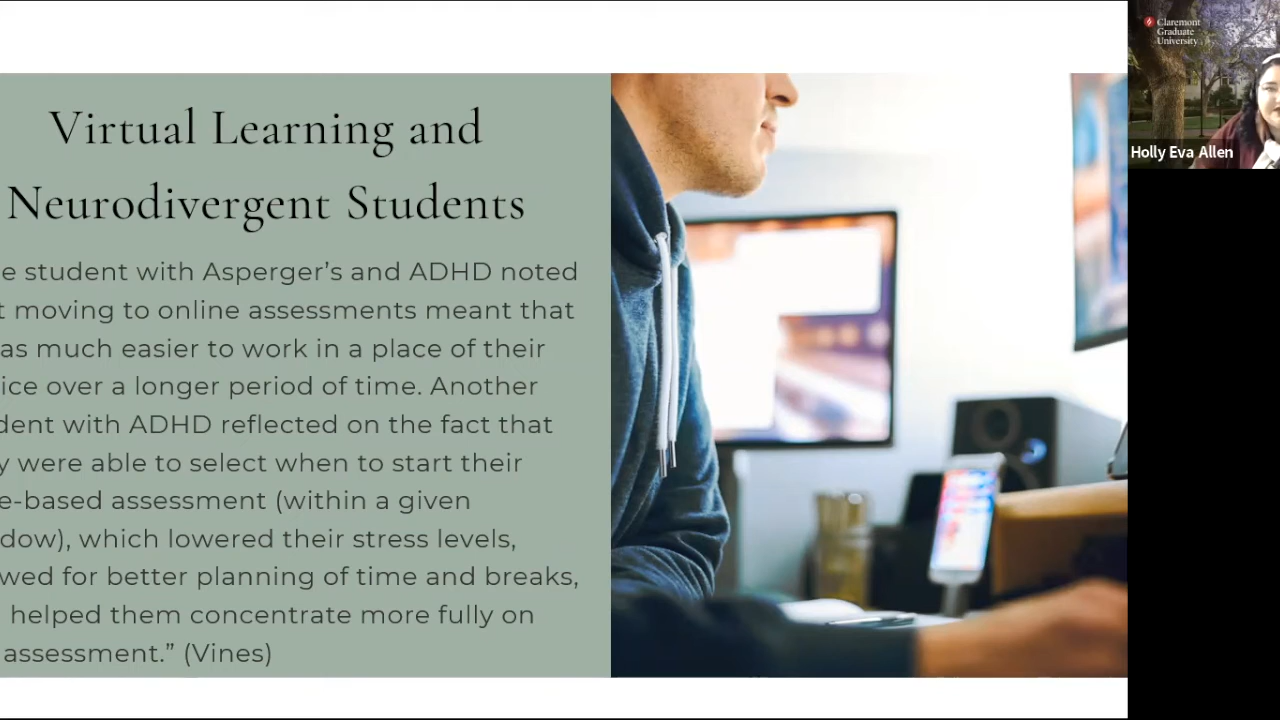 Virtual Learning and
Neurodivergent Students
e student with Asperger’s and ADHD noted
t moving to online assessments meant that
as much easier to work in a place of their
ice over a longer period of time. Another
dent with ADHD reflected on the fact that
y were able to select when to start their
e-based assessment (within a given
dow), which lowered their stress levels,
wed for better planning of time and breaks,
helped them concentrate more fully on
assessment.” (Vines)
Claremont
Graduate
University
Holly Eva Allen